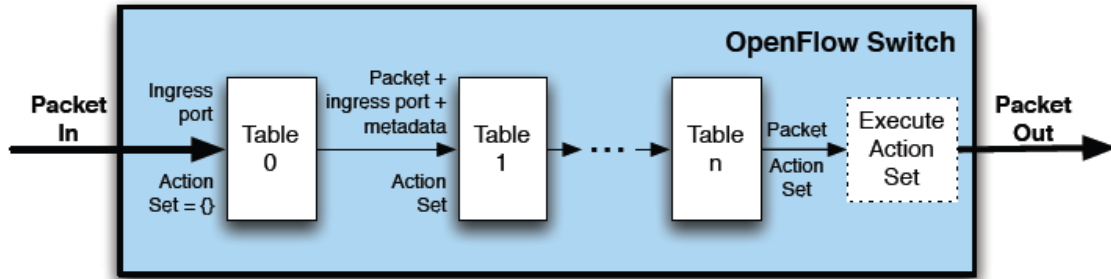 OpenFlow Switch
Packet
In
Ingress
port
Action
Set = {}
Table
0
Packet +
ingress port +
metadata
Action
Set
Table
1
...
Table
n
Packet
Action
Set
Execute
Action
Set
Packet
Out